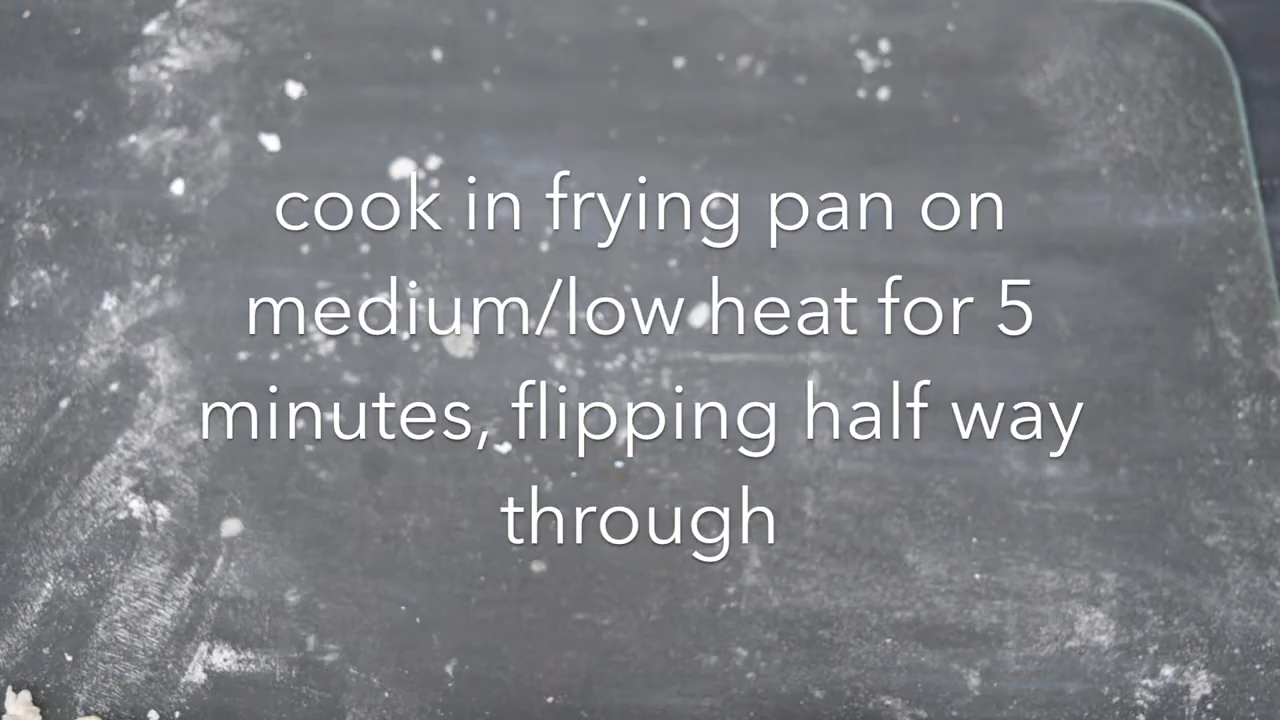 cook in frying pan on
medium/low heat for 5
minutes, flipping half way
through